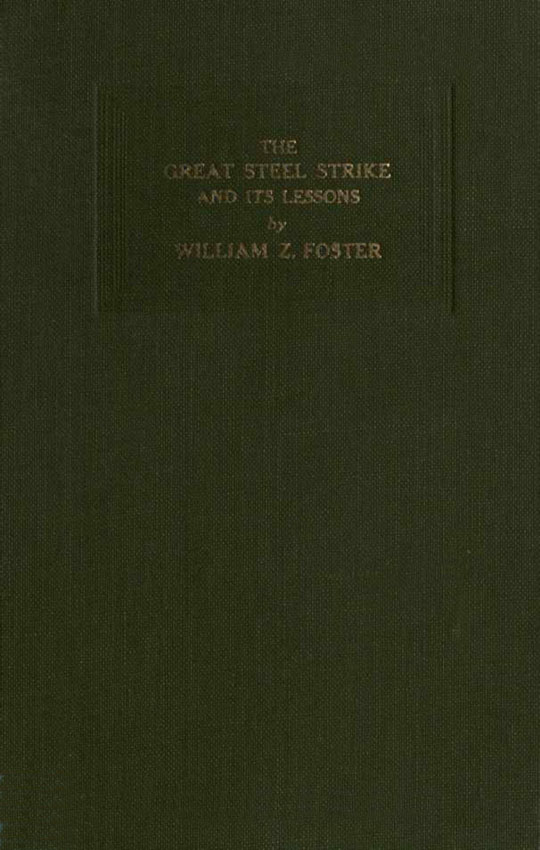 THE
GREAT STEEL STRIKE
AND ITS LESSONS
by
WILLIAM Z. FOSTER